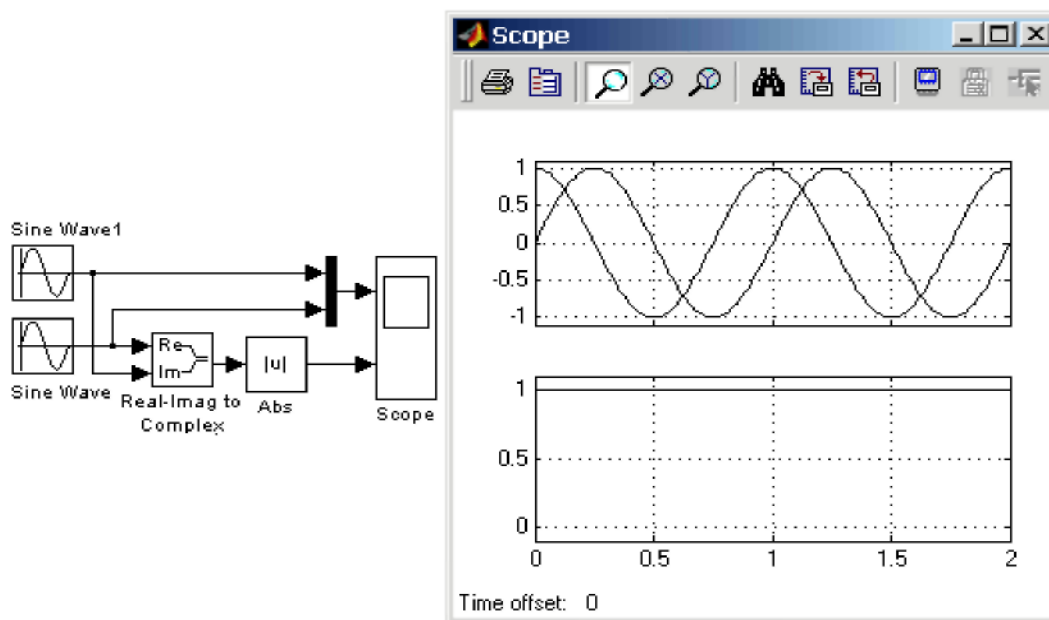 Sine Wave1
Sine Wave
Re
Im
Real-Imag to
Complex
|u|
Abs
Scope
Scope
1
0.5
0
-0.5
-1
1
0.5
0
0
0.5
1
1.5
2
Time offset: 0